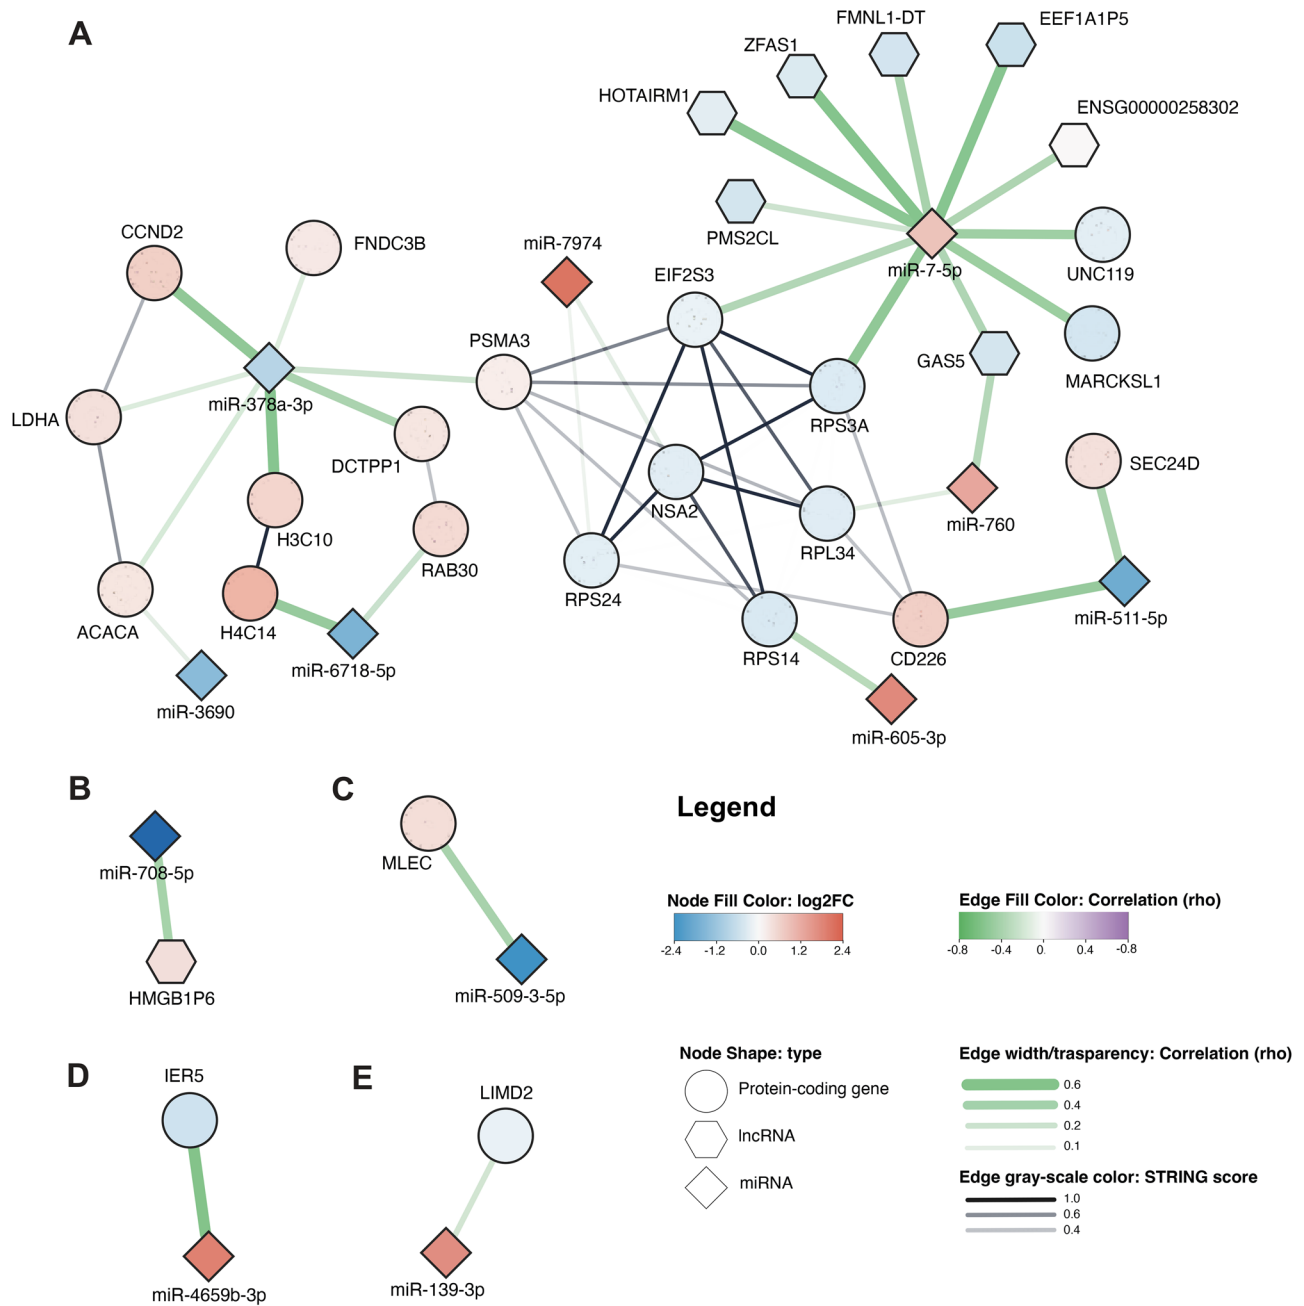 A
FMNL1-DT
EEF1A1P5
ZFAS1
HOTAIRM1
ENSG00000258302
CCND2
FNDC3B
miR-7974
PMS2CL
miR-7-5p
UNC119
EIF2S3
PSMA3
GAS5
MARCKSL1
miR-378a-3p
LDHA
RPS3A
DCTPP1
SEC24D
NSA2
miR-760
H3C10
RPL34
RAB30
RPS24
ACACA
H4C14
miR-511-5p
miR-6718-5p
RPS14
CD226
miR-3690
miR-605-3p
B
miR-708-5p
HMGB1P6
C
MLEC
miR-509-3-5p
D
IER5
miR-4659b-3p
E
LIMD2
miR-139-3p
Legend
Node Fill Color: log2FC
-2.4 -1.2 0.0 1.2 2.4
Edge Fill Color: Correlation (rho)
-0.8 -0.4 0. 0.4 -0.8
Node Shape: type
Protein-coding gene
lncRNA
miRNA
Edge width/trasparency: Correlation (rho)
0.6
0.4
0.2
0.1
Edge gray-scale color: STRING score
1.0
0.6
0.4